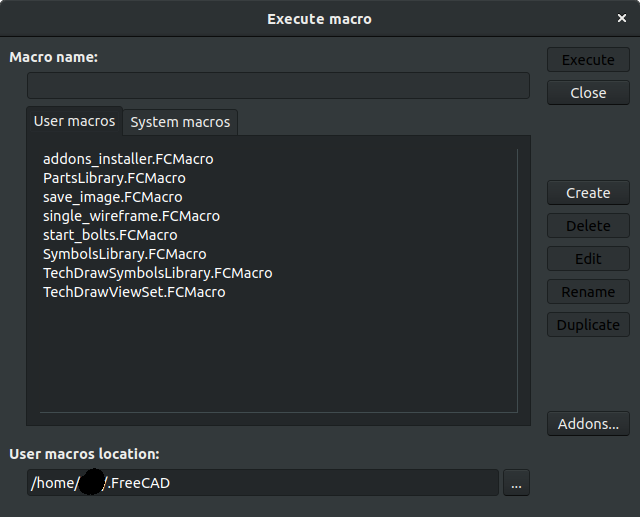 Execute macro ×
Macro name:
Execute
Close
User macros System macros
addons_installer.FCMacro
PartsLibrary.FCMacro
save_image.FCMacro
single_wireframe.FCMacro
start_bolts.FCMacro
SymbolsLibrary.FCMacro
TechDrawSymbolsLibrary.FCMacro
TechDrawViewSet.FCMacro
Create
Delete
Edit
Rename
Duplicate
Addons...
User macros location:
/home/ /.FreeCAD ...